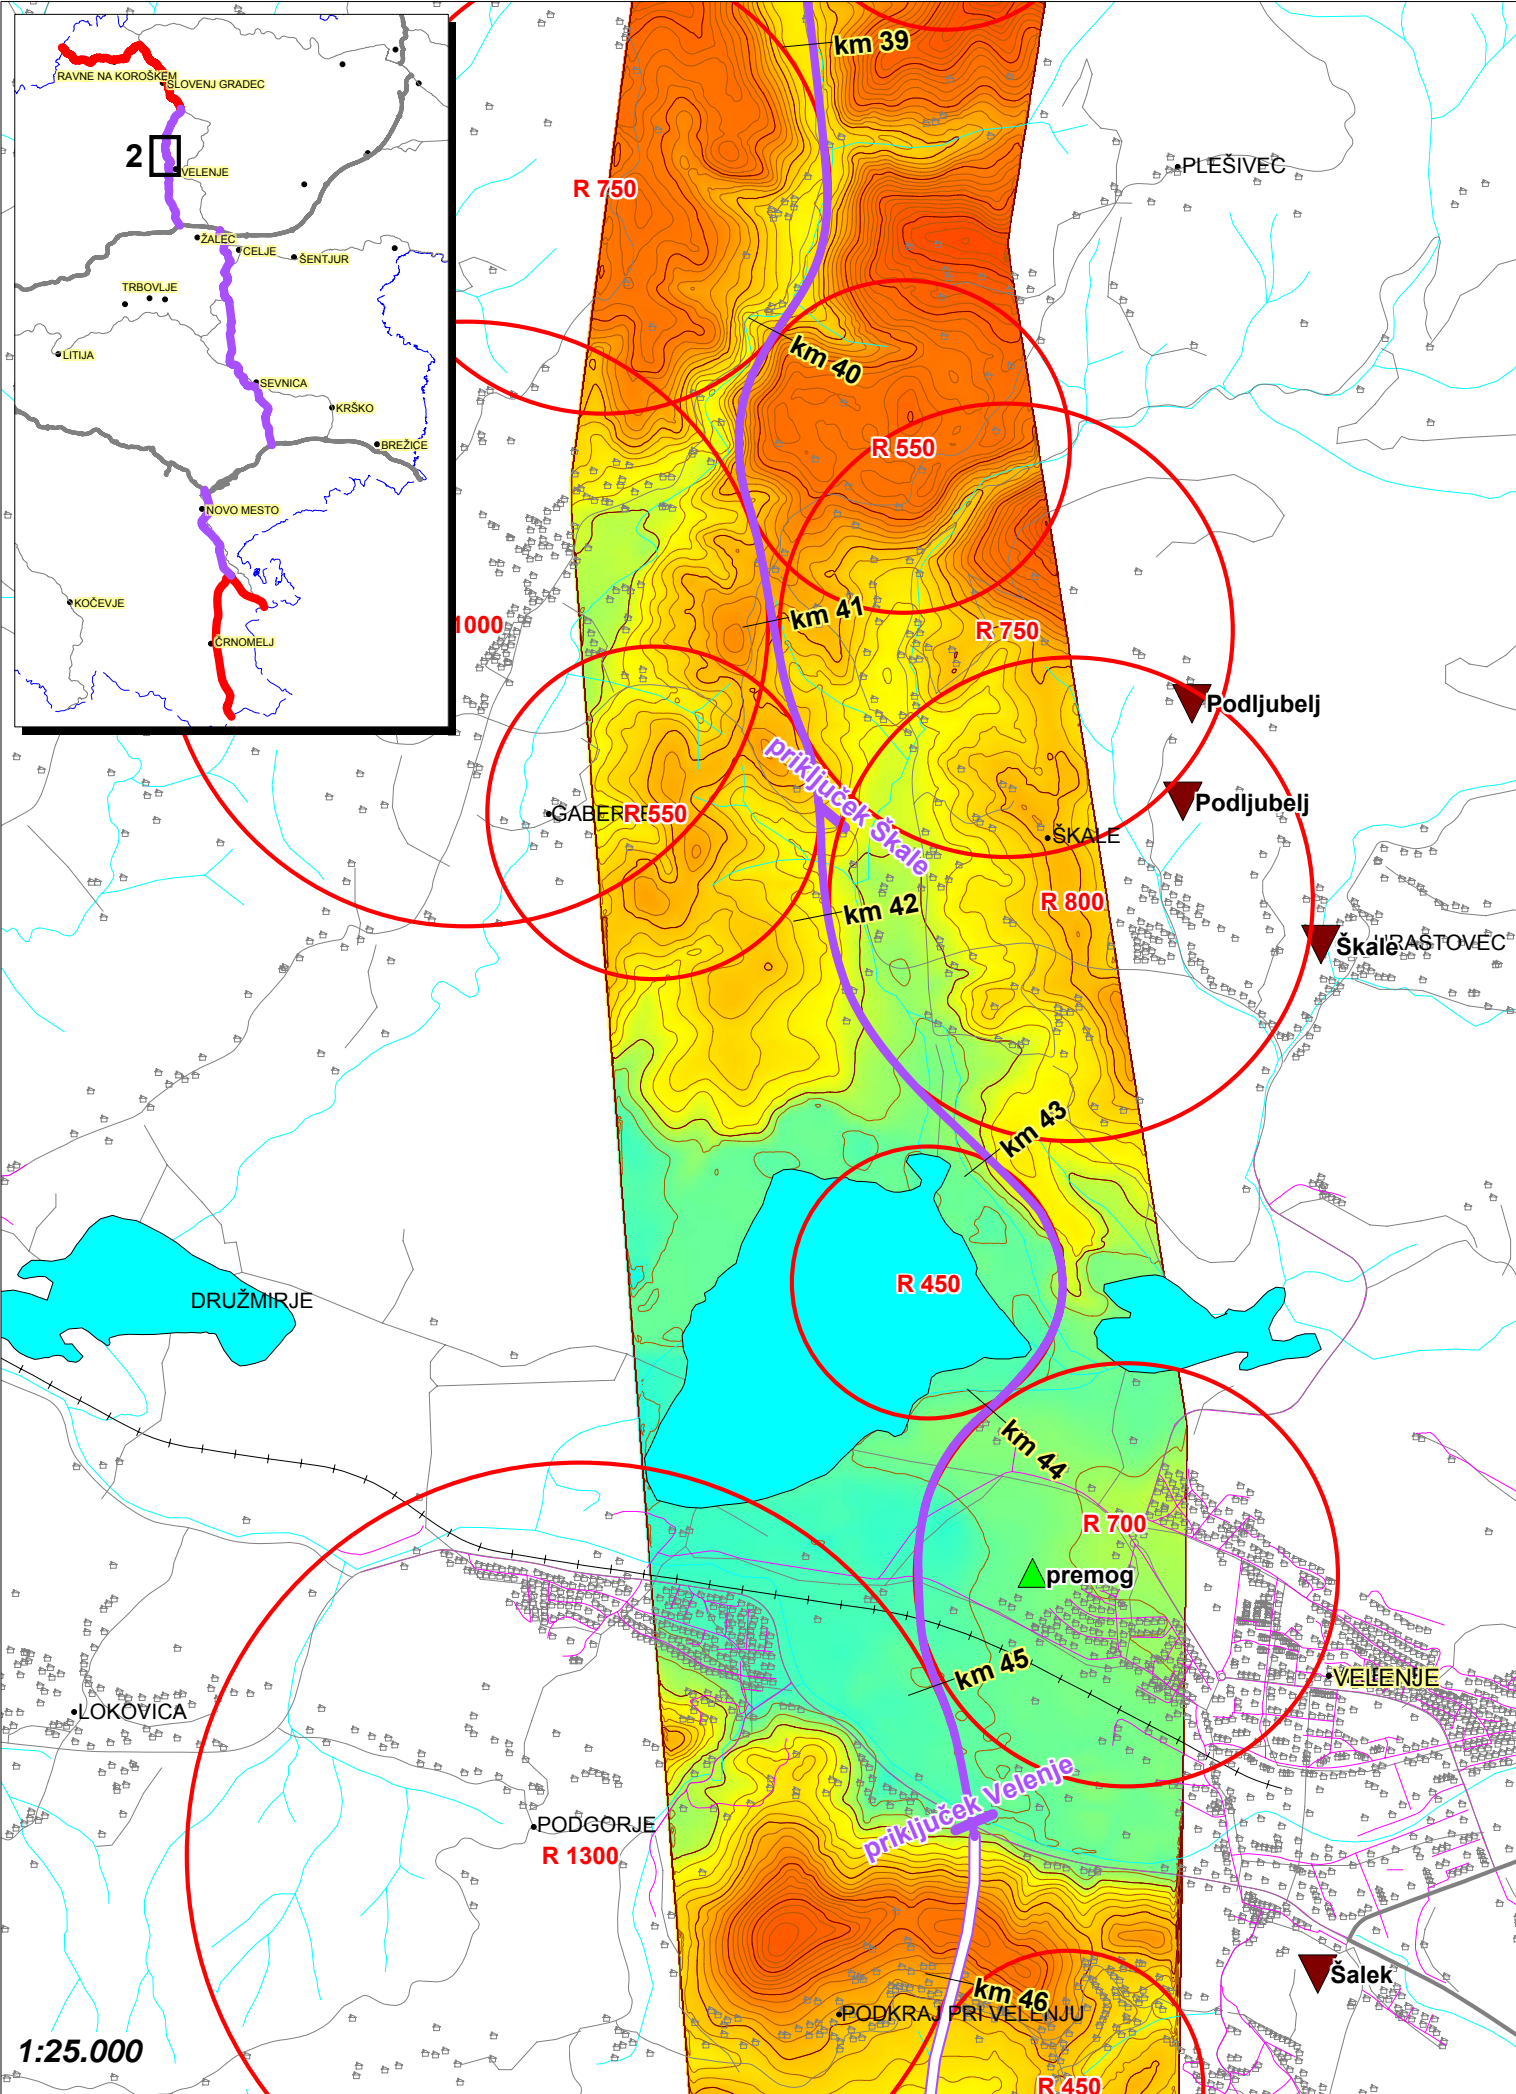 RAVNE NA KOROŠKEM
SLOVENJ GRADEC
2
VELENJE
ŽALEC
CELJE
ŠENTJUR
TRBOVLJE
LITIJA
SEVNICA
KRŠKO
BREŽICE
NOVO MESTO
KOČEVJE
ČRNOMELJ
km 39
PLEŠIVEC
R 750
km 40
R 550
km 41
R 750
1000
Podljubelj
priključek Škale
Podljubelj
GABER
R 550
ŠKALE
km 42
R 800
Škale
RASTOVEC
km 43
R 450
DRUŽMIRJE
km 44
R 700
premog
km 45
VELENJE
LOKOVICA
priključek Velenje
PODGORJE
R 1300
Šalek
km 46
PODKRAJ PRI VELENJU
1:25.000
R 450